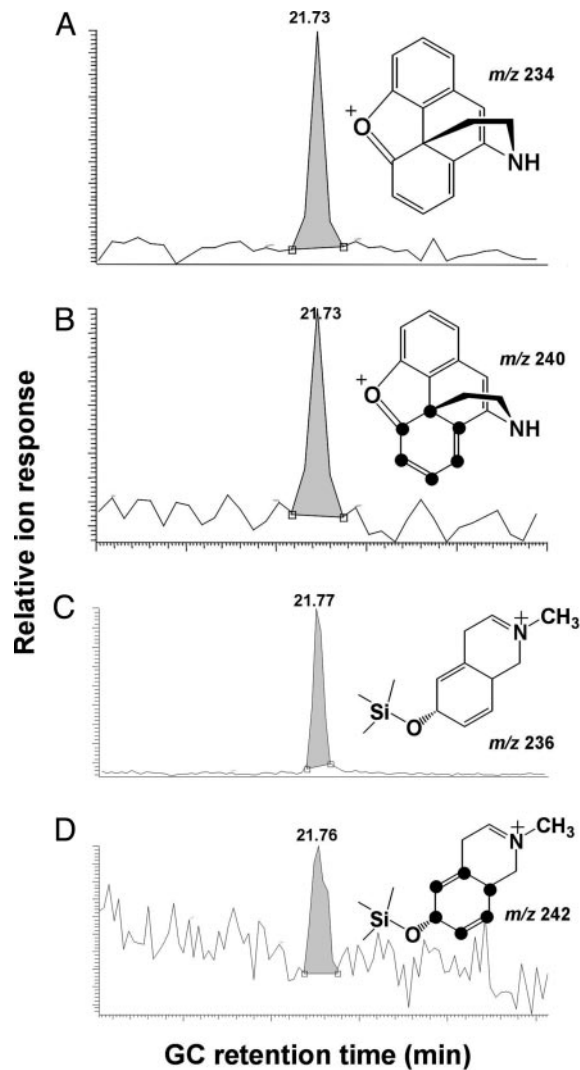 A
21.73
m/z 234
+
O
NH
B
21.73
m/z 240
+
O
NH
Relative ion response
C
21.77
+
N CH3
Si
O
m/z 236
D
21.76
+
N CH3
Si
O
m/z 242
GC retention time (min)